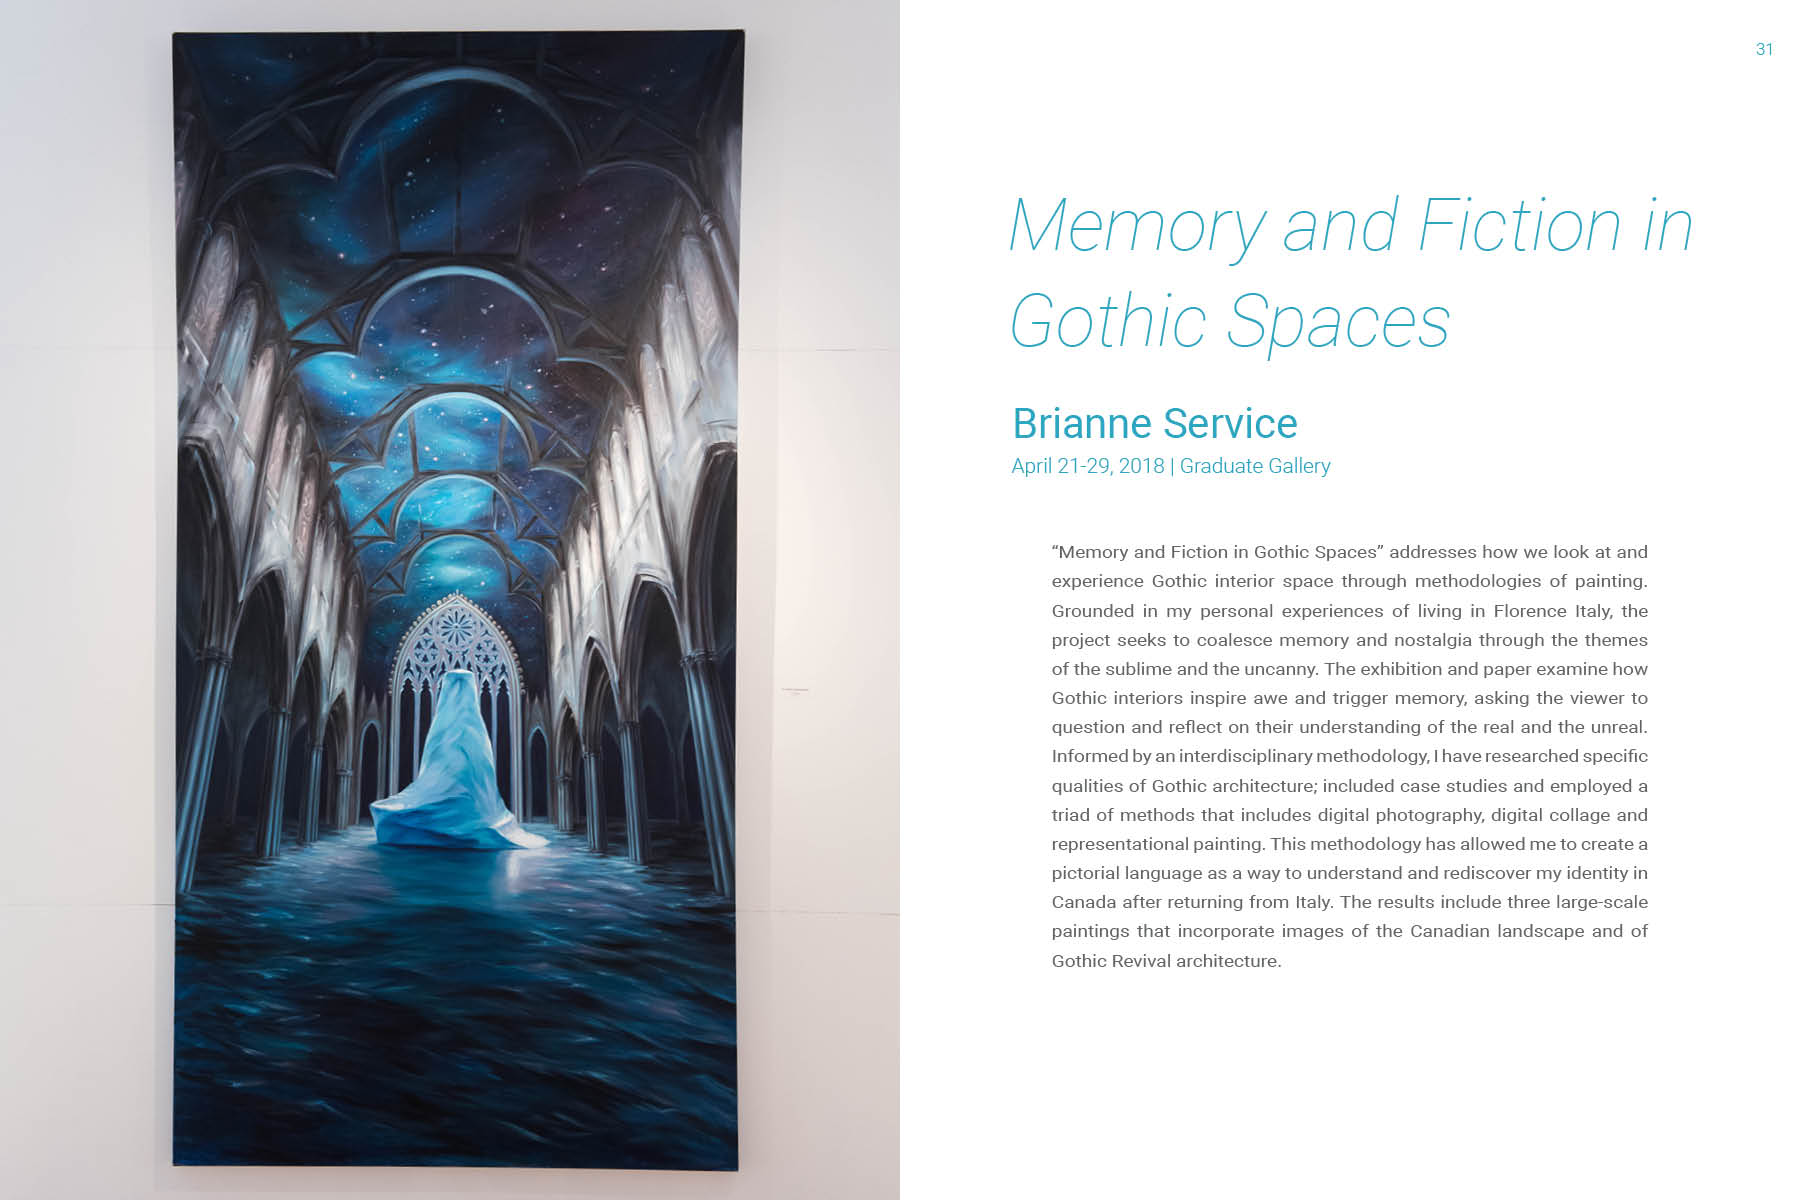 31
Memory and Fiction in
Gothic Spaces
Brianne Service
April 21-29, 2018 | Graduate Gallery
“Memory and Fiction in Gothic Spaces” addresses how we look at and
experience Gothic interior space through methodologies of painting.
Grounded in my personal experiences of living in Florence Italy, the
project seeks to coalesce memory and nostalgia through the themes
of the sublime and the uncanny. The exhibition and paper examine how
Gothic interiors inspire awe and trigger memory, asking the viewer to
question and reflect on their understanding of the real and the unreal.
Informed by an interdisciplinary methodology, I have researched specific
qualities of Gothic architecture; included case studies and employed a
triad of methods that includes digital photography, digital collage and
representational painting. This methodology has allowed me to create a
pictorial language as a way to understand and rediscover my identity in
Canada after returning from Italy. The results include three large-scale
paintings that incorporate images of the Canadian landscape and of
Gothic Revival architecture.